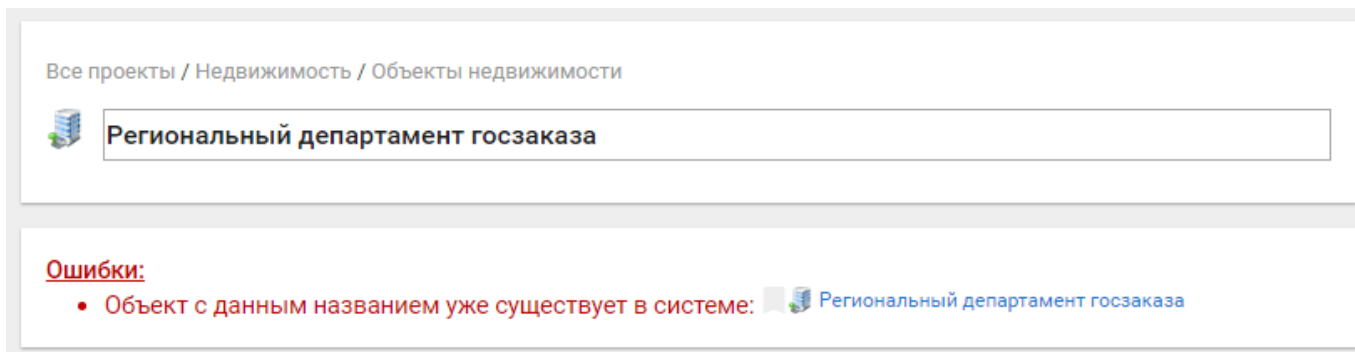 Все проекты / Недвижимость / Объекты недвижимости
Региональный департамент госзаказа
Ошибки:
• Объект с данным названием уже существует в системе: Региональный департамент госзаказа